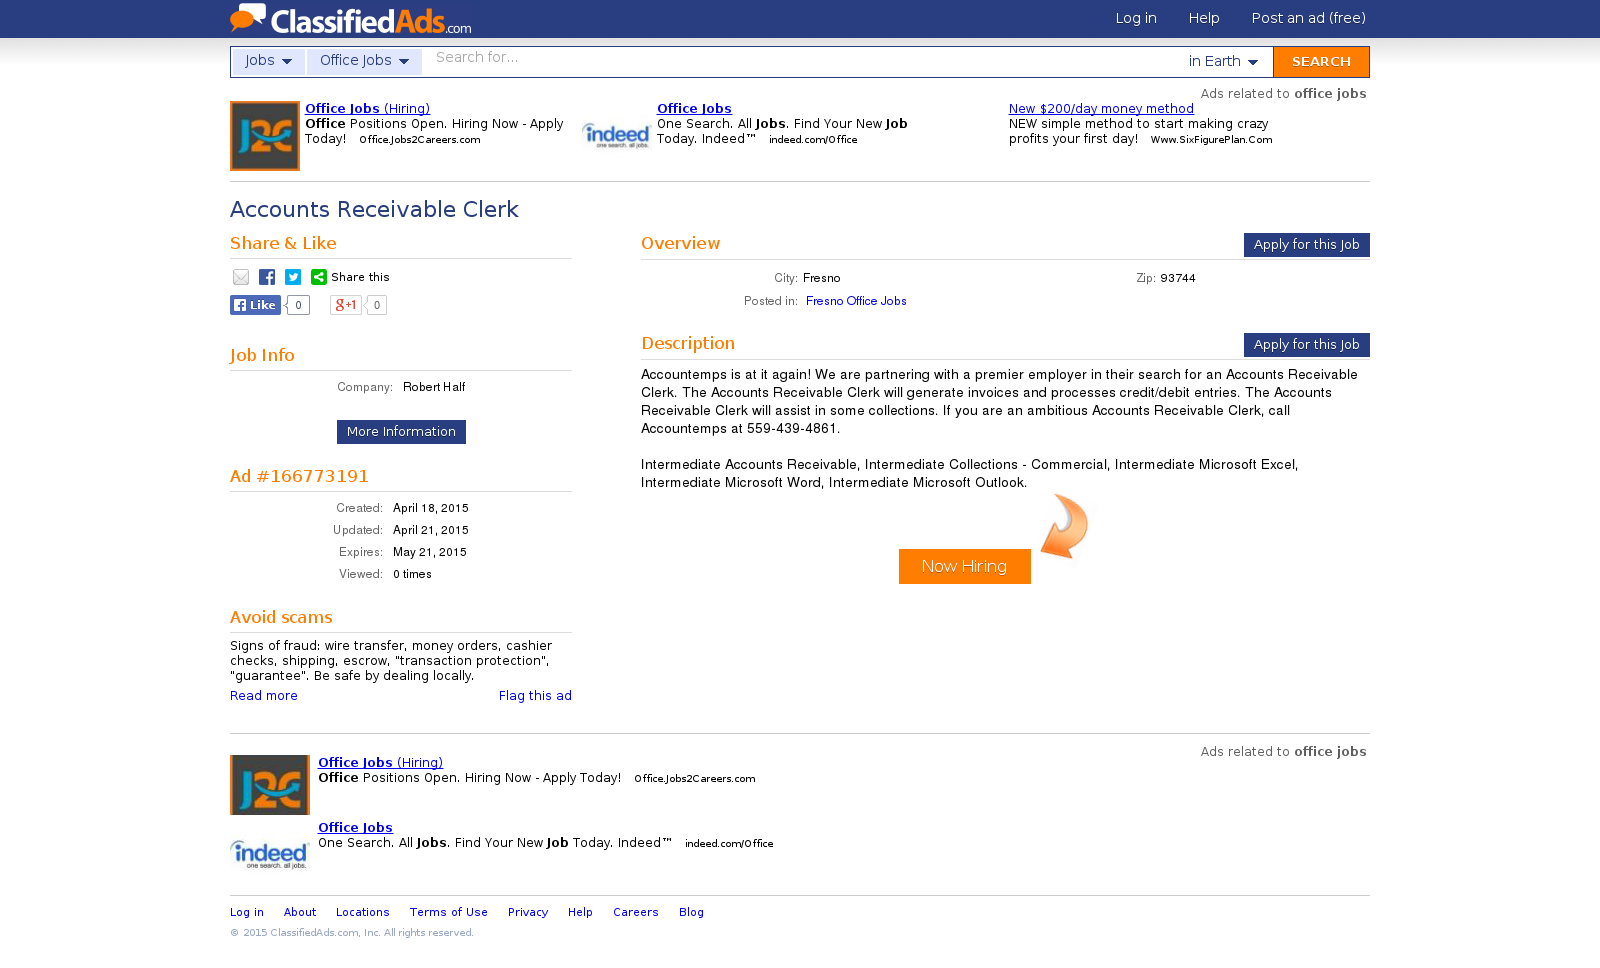 ClassifiedAds.com
Log in Help Post an ad (free)
Jobs Office Jobs Search for... in Earth SEARCH
Ads related to office jobs
J2C
Office Jobs (Hiring)
Office Positions Open. Hiring Now - Apply
Today! Office.Jobs2Careers.com
indeed
one search. all jobs.
Office Jobs
One Search. All Jobs. Find Your New Job
Today. Indeed™ indeed.com/Office
New $200/day money method
NEW simple method to start making crazy
profits your first day! www.SixFigurePlan.Com
Accounts Receivable Clerk
Share & Like
Share this
Like 0 g+1 0
Job Info
Company: Robert Half
More Information
Ad #166773191
Created: April 18, 2015
Updated: April 21, 2015
Expires: May 21, 2015
Viewed: 0 times
Avoid scams
Signs of fraud: wire transfer, money orders, cashier
checks, shipping, escrow, "transaction protection",
"guarantee". Be safe by dealing locally.
Read more Flag this ad
Overview Apply for this Job
City: Fresno Zip: 93744
Posted in: Fresno Office Jobs
Description Apply for this Job
Accountemps is at it again! We are partnering with a premier employer in their search for an Accounts Receivable
Clerk. The Accounts Receivable Clerk will generate invoices and processes credit/debit entries. The Accounts
Receivable Clerk will assist in some collections. If you are an ambitious Accounts Receivable Clerk, call
Accountemps at 559-439-4861.
Intermediate Accounts Receivable, Intermediate Collections - Commercial, Intermediate Microsoft Excel,
Intermediate Microsoft Word, Intermediate Microsoft Outlook.
Now Hiring
Ads related to office jobs
J2C
Office Jobs (Hiring)
Office Positions Open. Hiring Now - Apply Today! Office.Jobs2Careers.com
indeed
one search. all jobs.
Office Jobs
One Search. All Jobs. Find Your New Job Today. Indeed™ indeed.com/Office
Log in About Locations Terms of Use Privacy Help Careers Blog
© 2015 ClassifiedAds.com, Inc. All rights reserved.